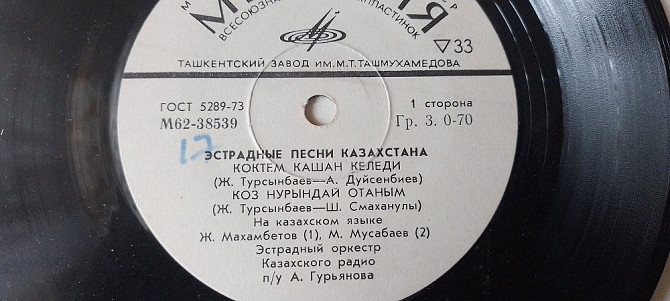 ВСЕСОЮЗНАЯ
▽33
ТАШКЕНТСКИЙ ЗАВОД ИМ. М.Т. ТАШМУХАМЕДОВА
ГОСТ 5289-73
1 сторона
М62-38539
Гр. 3. 0-70
17
ЭСТРАДНЫЕ ПЕСНИ КАЗАХСТАНА
КОКТЕМ КАШАН КЕЛЕДИ
(Ж. Турсынбаев—А. Дуйсенбиев)
КОЗ НУРЫНДАЙ ОТАНЫМ
(Ж. Турсынбаев—Ш. Смаханулы)
На казахском языке
Ж. Махамбетов (1), М. Мусабаев (2)
Эстрадный оркестр
Казахского радио
п/у А. Гурьянова